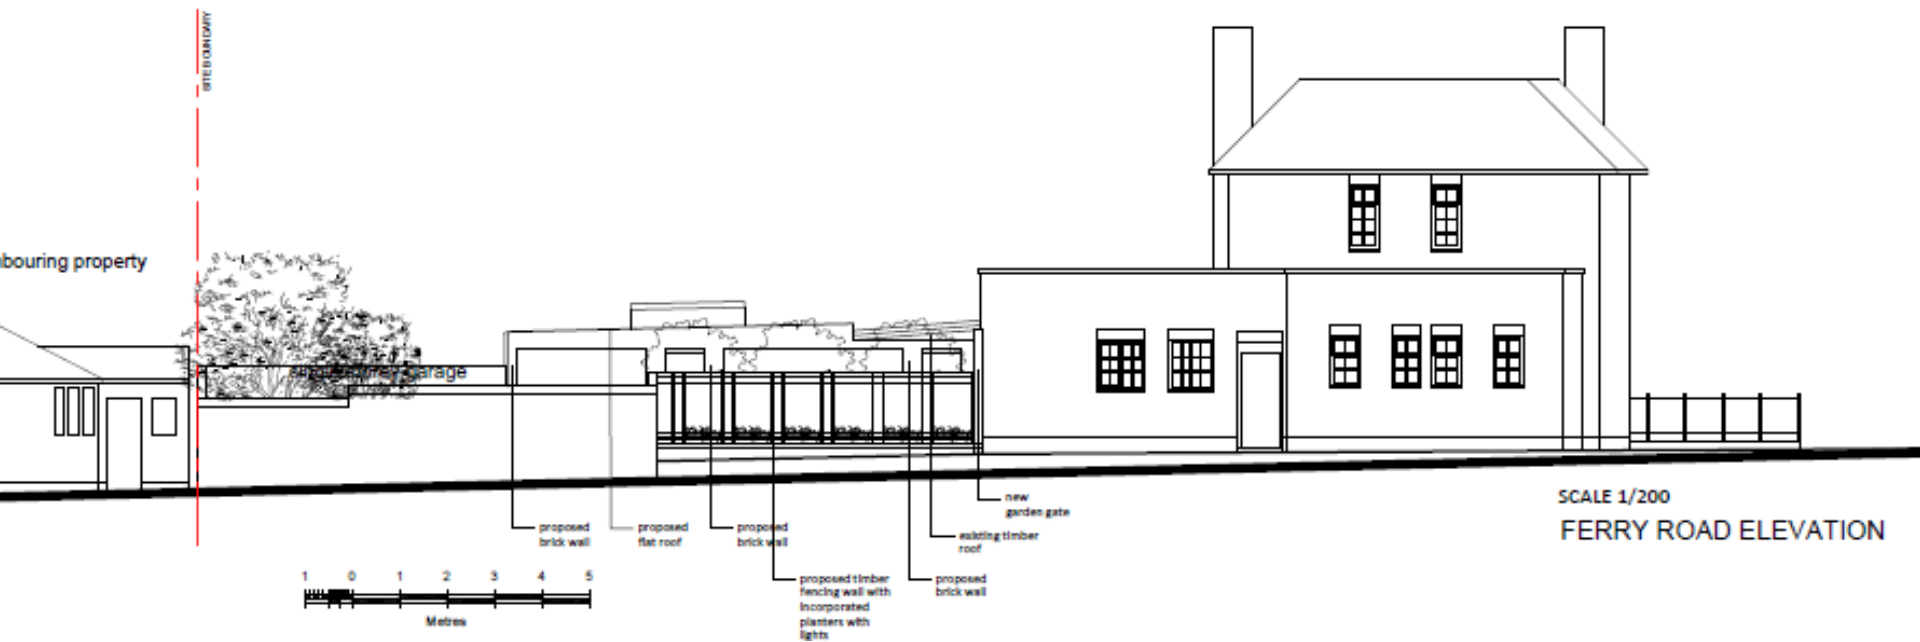 SITE BOUNDARY
bouring property
garage
new
garden gate
proposed
brick wall
proposed
flat roof
proposed
brick wall
existing timber
roof
proposed timber
fencing wall with
incorporated
planters with
lights
proposed
brick wall
SCALE 1/200
FERRY ROAD ELEVATION
1 0 1 2 3 4 5
Metres